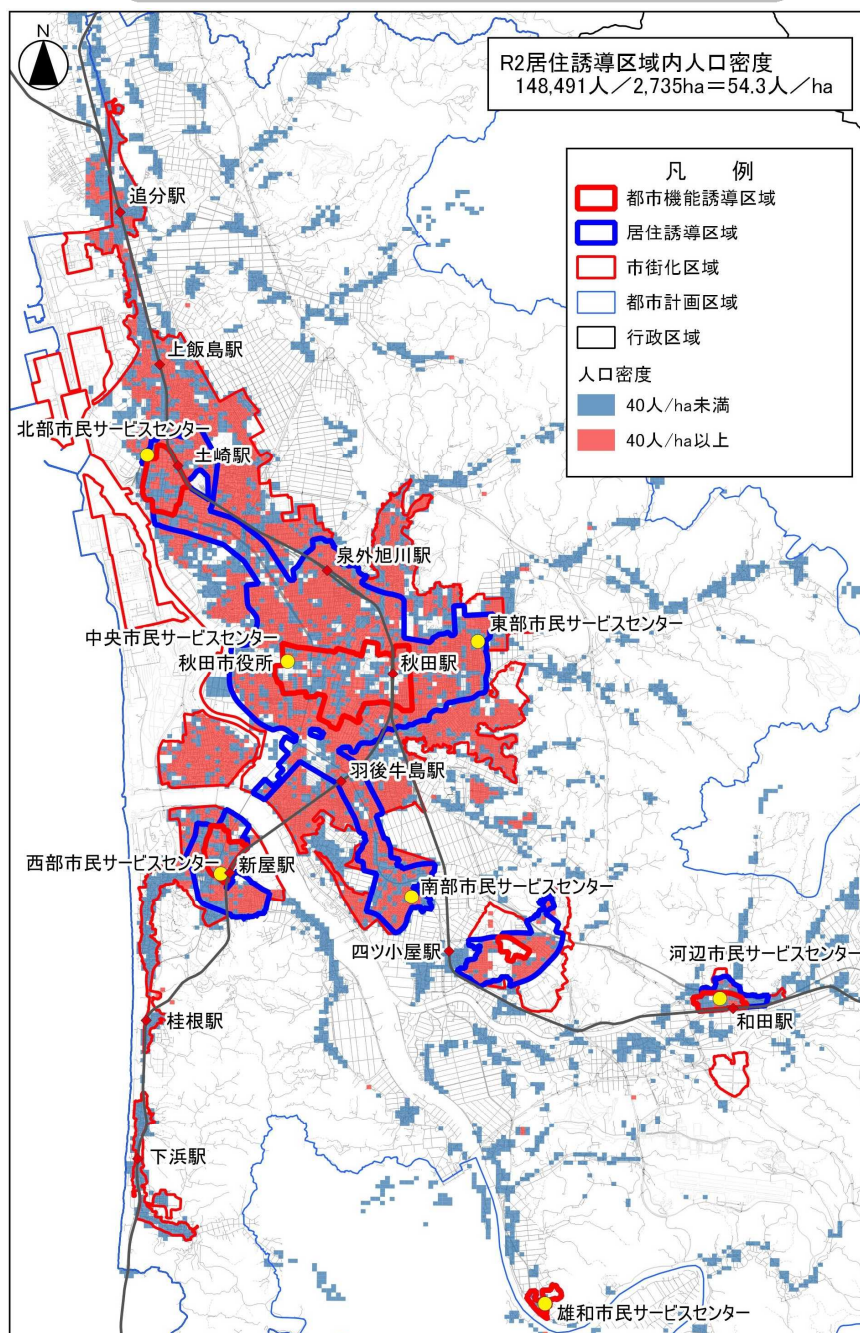 N
R2居住誘導区域内人口密度
148,491人／2,735ha＝54.3人／ha
凡　例
都市機能誘導区域
居住誘導区域
市街化区域
都市計画区域
行政区域
人口密度
40人/ha未満
40人/ha以上
追分駅
上飯島駅
北部市民サービスセンター
土崎駅
泉外旭川駅
中央市民サービスセンター
秋田市役所
秋田駅
東部市民サービスセンター
羽後牛島駅
西部市民サービスセンター
新屋駅
南部市民サービスセンター
四ツ小屋駅
河辺市民サービスセンター
和田駅
桂根駅
下浜駅
雄和市民サービスセンター